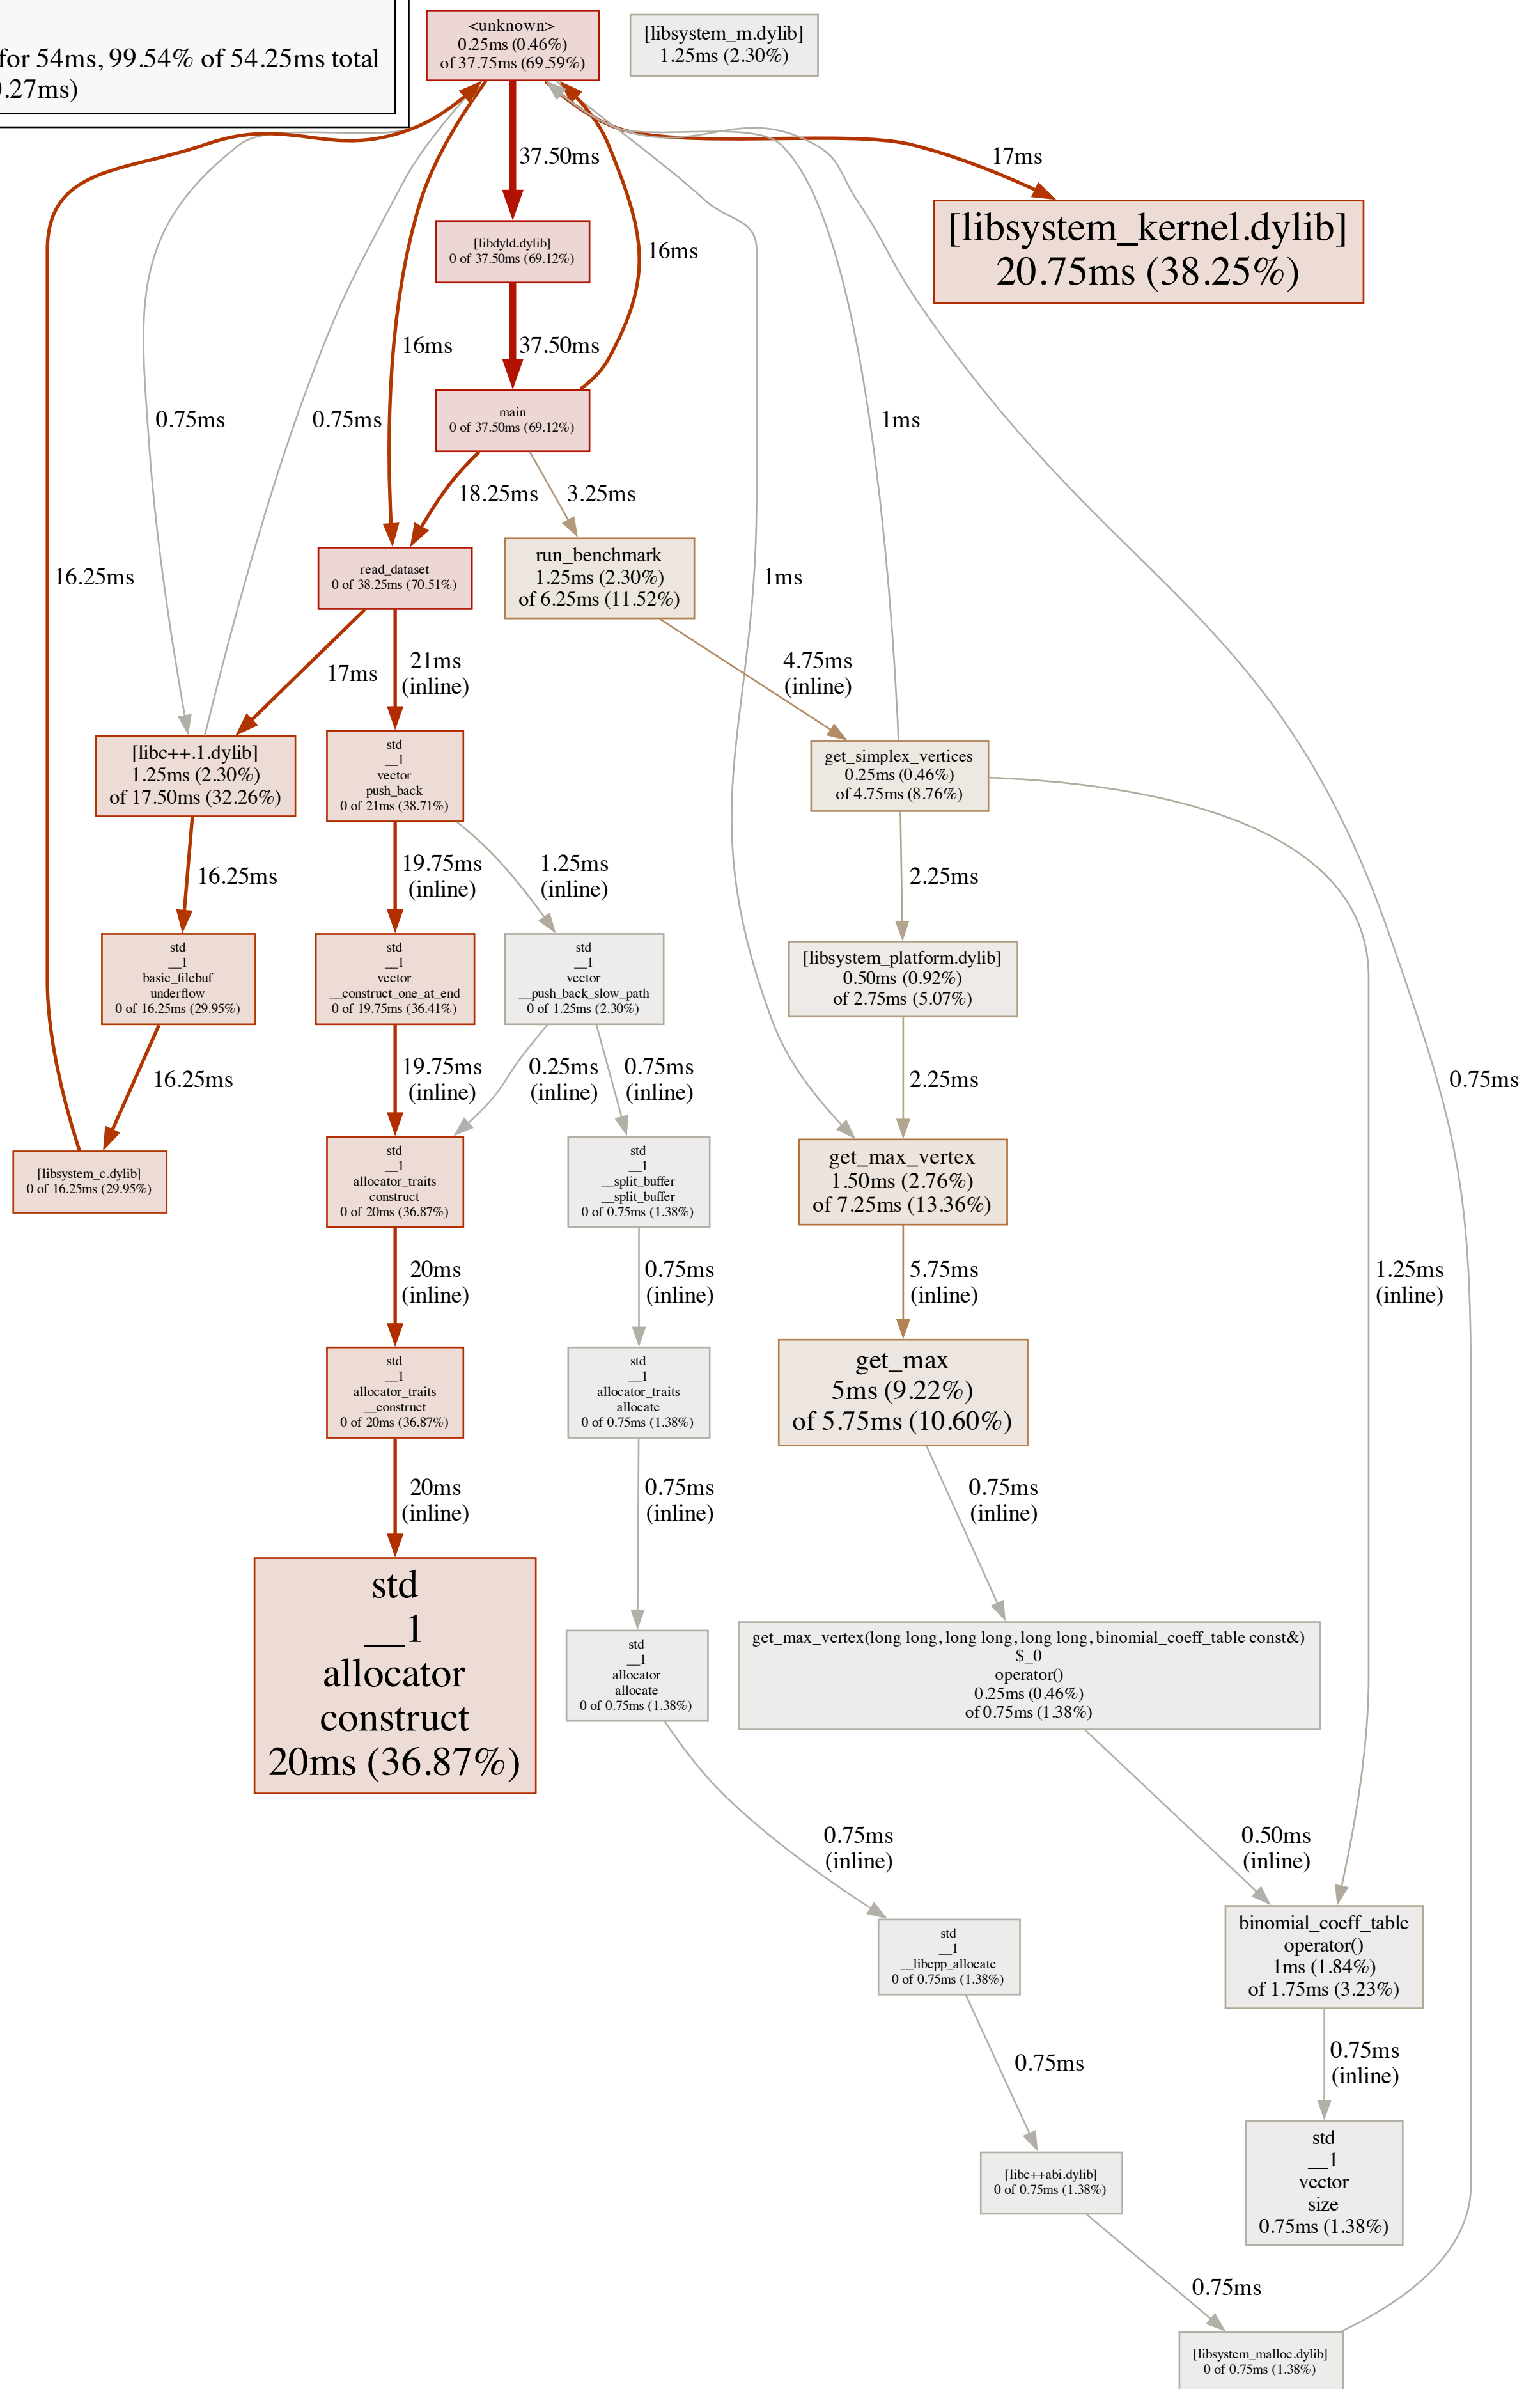 for 54ms, 99.54% of 54.25ms total
.27ms)
<unknown>
0.25ms (0.46%)
of 37.75ms (69.59%)
[libsystem_m.dylib]
1.25ms (2.30%)
37.50ms
17ms
[libsystem_kernel.dylib]
20.75ms (38.25%)
[libdyld.dylib]
0 of 37.50ms (69.12%)
16ms
16ms
37.50ms
0.75ms
0.75ms
main
0 of 37.50ms (69.12%)
1ms
18.25ms
3.25ms
16.25ms
read_dataset
0 of 38.25ms (70.51%)
run_benchmark
1.25ms (2.30%)
of 6.25ms (11.52%)
1ms
17ms
21ms
(inline)
4.75ms
(inline)
[libc++.1.dylib]
1.25ms (2.30%)
of 17.50ms (32.26%)
std
__1
vector
push_back
0 of 21ms (38.71%)
get_simplex_vertices
0.25ms (0.46%)
of 4.75ms (8.76%)
16.25ms
19.75ms
(inline)
1.25ms
(inline)
2.25ms
std
__1
basic_filebuf
underflow
0 of 16.25ms (29.95%)
std
__1
vector
__construct_one_at_end
0 of 19.75ms (36.41%)
std
__1
vector
__push_back_slow_path
0 of 1.25ms (2.30%)
[libsystem_platform.dylib]
0.50ms (0.92%)
of 2.75ms (5.07%)
16.25ms
19.75ms
(inline)
0.25ms
(inline)
0.75ms
(inline)
2.25ms
0.75ms
[libsystem_c.dylib]
0 of 16.25ms (29.95%)
std
__1
allocator_traits
construct
0 of 20ms (36.87%)
std
__1
__split_buffer
__split_buffer
0 of 0.75ms (1.38%)
get_max_vertex
1.50ms (2.76%)
of 7.25ms (13.36%)
20ms
(inline)
0.75ms
(inline)
5.75ms
(inline)
1.25ms
(inline)
std
__1
allocator_traits
__construct
0 of 20ms (36.87%)
std
__1
allocator_traits
allocate
0 of 0.75ms (1.38%)
get_max
5ms (9.22%)
of 5.75ms (10.60%)
20ms
(inline)
0.75ms
(inline)
0.75ms
(inline)
std
__1
allocator
construct
20ms (36.87%)
std
__1
allocator
allocate
0 of 0.75ms (1.38%)
get_max_vertex(long long, long long, long long, binomial_coeff_table const&)
$_0
operator()
0.25ms (0.46%)
of 0.75ms (1.38%)
0.75ms
(inline)
0.50ms
(inline)
std
__1
__libcpp_allocate
0 of 0.75ms (1.38%)
binomial_coeff_table
operator()
1ms (1.84%)
of 1.75ms (3.23%)
0.75ms
0.75ms
(inline)
[libc++abi.dylib]
0 of 0.75ms (1.38%)
std
__1
vector
size
0.75ms (1.38%)
0.75ms
[libsystem_malloc.dylib]
0 of 0.75ms (1.38%)